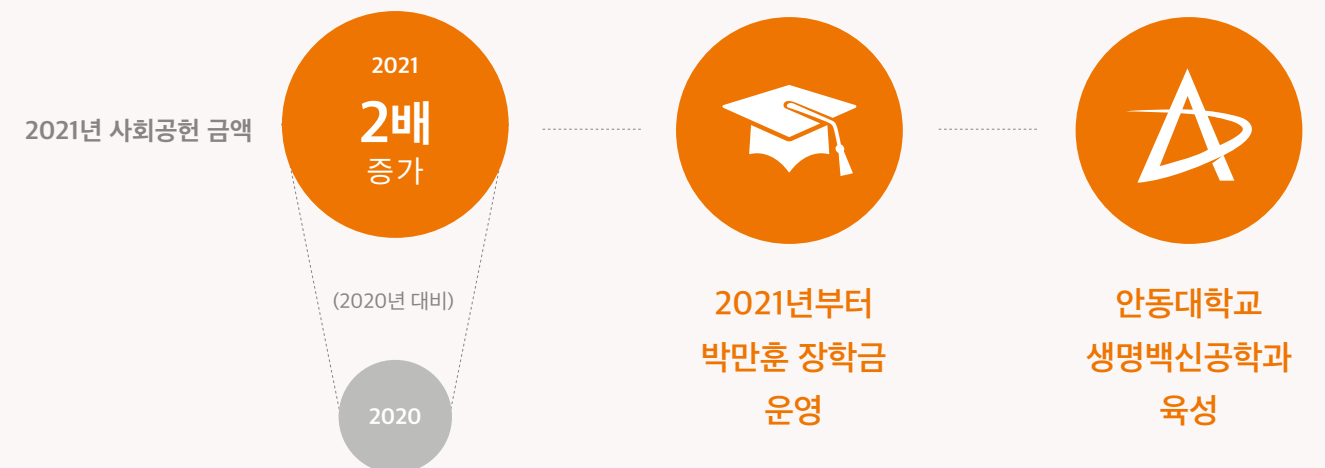 2021년 사회공헌 금액
2021
2배
증가
(2020년 대비)
2020
2021년부터
박만훈 장학금
운영
안동대학교
생명백신공학과
육성